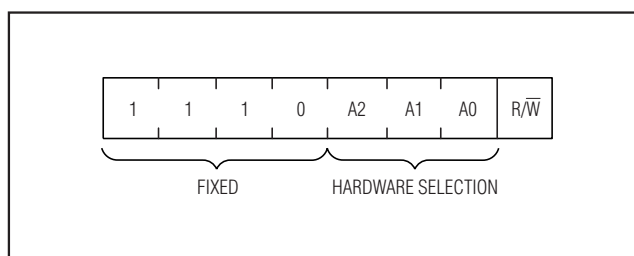 1 1 1 0 A2 A1 A0 R/W̅
FIXED HARDWARE SELECTION